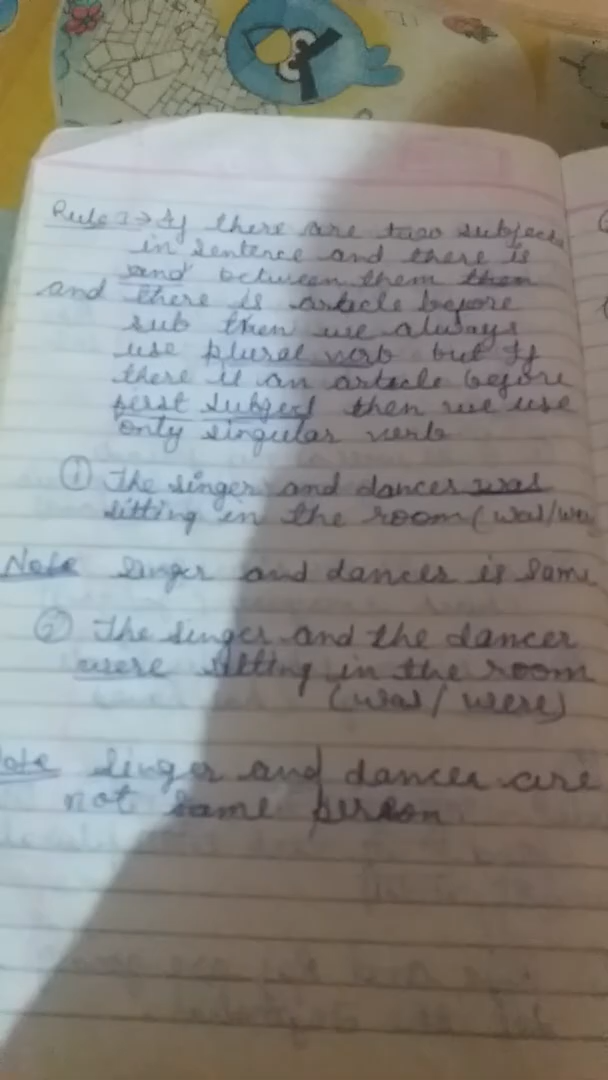 Rule 1 → If there are two subjects
in sentence and there is
and between them them
and there is article before
sub then we always
use plural verb but If
there is an article before
first subject then we use
only singular verb
① The singer and dancer was
sitting in the room (was/wer
Note singer and dancer is same
② The singer and the dancer
were sitting in the room
(was/ were)
Note singer and dancer are
not same person